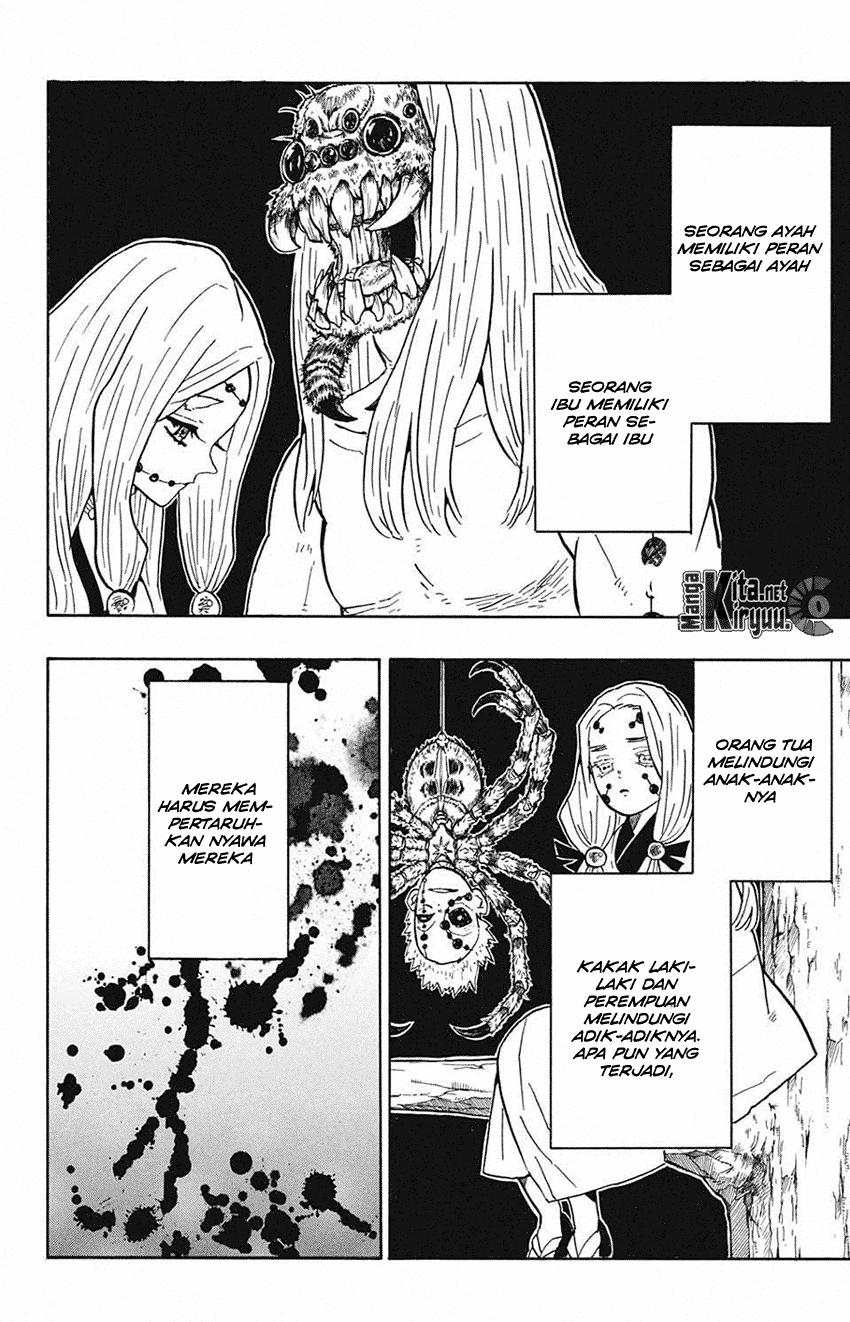 SEORANG AYAH
MEMILIKI PERAN
SEBAGAI AYAH
SEORANG
IBU MEMILIKI
PERAN SE-
BAGAI IBU
Manga
Kita.net
Kiryuu.
ORANG TUA
MELINDUNGI
ANAK-ANAK-
NYA
KAKAK LAKI-
LAKI DAN
PEREMPUAN
MELINDUNGI
ADIK-ADIKNYA.
APA PUN YANG
TERJADI,
MEREKA
HARUS MEM-
PERTARUH-
KAN NYAWA
MEREKA